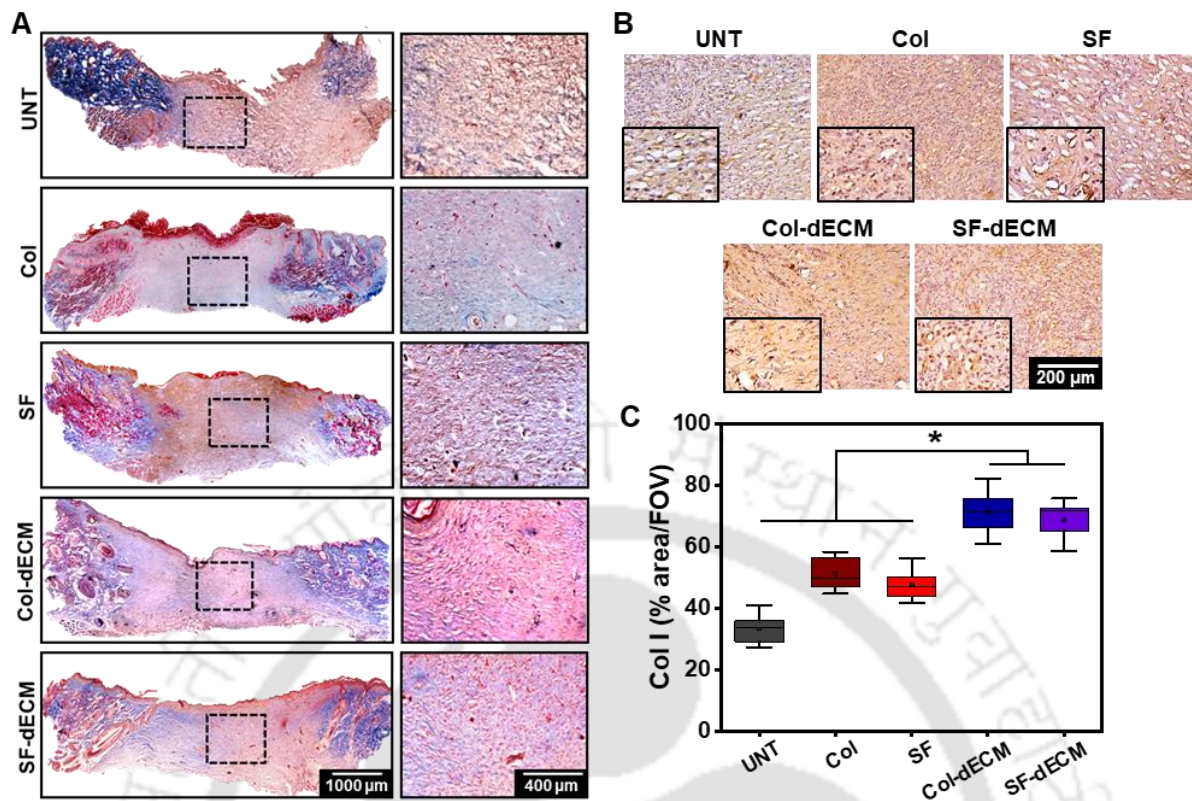 A
UNT
Col
SF
Col-dECM
SF-dECM
1000 µm
400 µm
B
UNT
Col
SF
Col-dECM
SF-dECM
200 µm
C
Col I (% area/FOV)
100
80
60
40
20
0
*
UNT
Col
SF
Col-dECM
SF-dECM